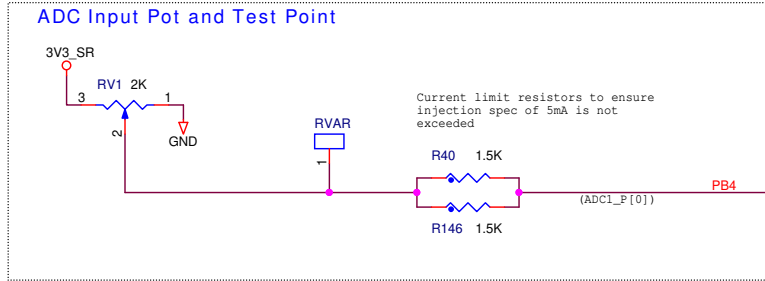 ADC Input Pot and Test Point
3V3_SR
RV1 2K
3
1
2
GND
RVAR
1
Current limit resistors to ensure
injection spec of 5mA is not
exceeded
R40 1.5K
PB4
(ADC1_P[0])
R146 1.5K